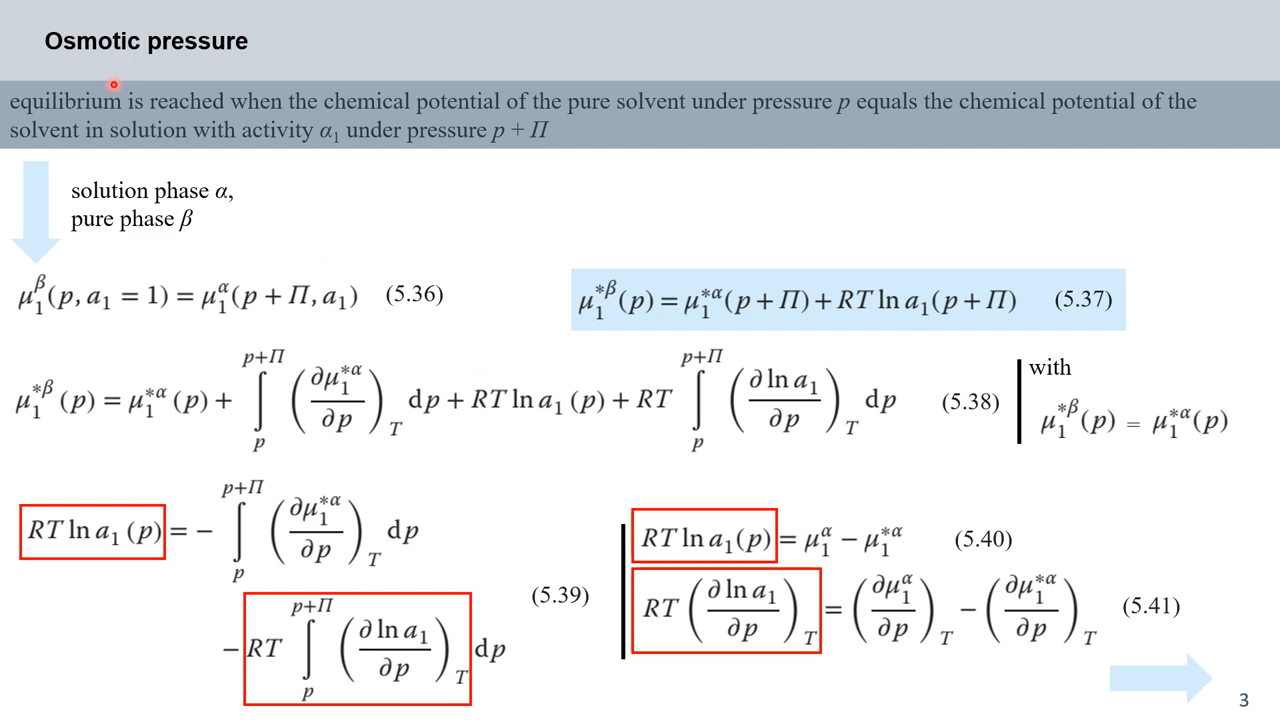 Osmotic pressure
equilibrium is reached when the chemical potential of the pure solvent under pressure p equals the chemical potential of the
solvent in solution with activity α₁ under pressure p + Π
solution phase α,
pure phase β
μ₁^β(p, a₁ = 1) = μ₁^α(p + Π, a₁) (5.36)
μ₁^{*β}(p) = μ₁^{*α}(p + Π) + RT ln a₁(p + Π) (5.37)
μ₁^{*β}(p) = μ₁^{*α}(p) + ∫_p^{p+Π} (∂μ₁^{*α}/∂p)_T dp + RT ln a₁(p) + RT ∫_p^{p+Π} (∂ ln a₁/∂p)_T dp (5.38)
with
μ₁^{*β}(p) = μ₁^{*α}(p)
RT ln a₁(p) = − ∫_p^{p+Π} (∂μ₁^{*α}/∂p)_T dp
− RT ∫_p^{p+Π} (∂ ln a₁/∂p)_T dp (5.39)
RT ln a₁(p) = μ₁^α − μ₁^{*α} (5.40)
RT (∂ ln a₁/∂p)_T = (∂μ₁^α/∂p)_T − (∂μ₁^{*α}/∂p)_T (5.41)
3